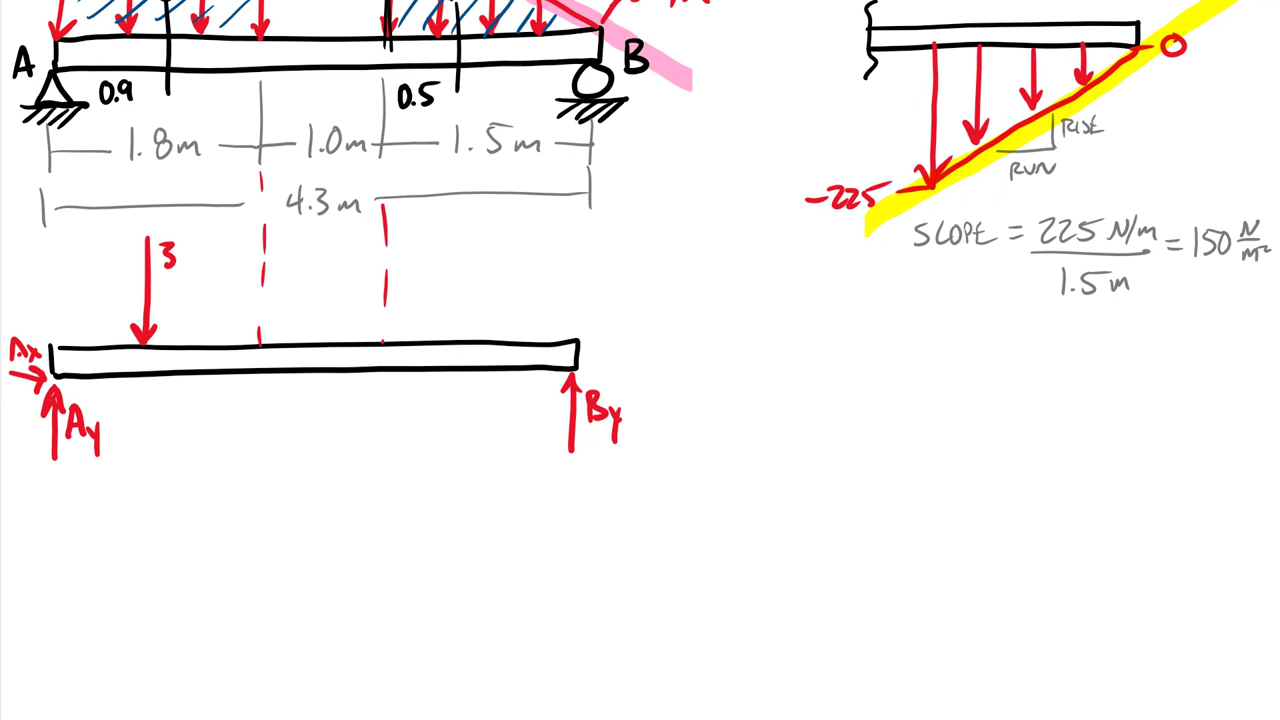 A
B
0.9
0.5
1.8m
1.0m
1.5m
4.3m
3
Ax
Ay
By
0
-225
RISE
RUN
SLOPE = 225 N/m / 1.5m = 150 N/m²